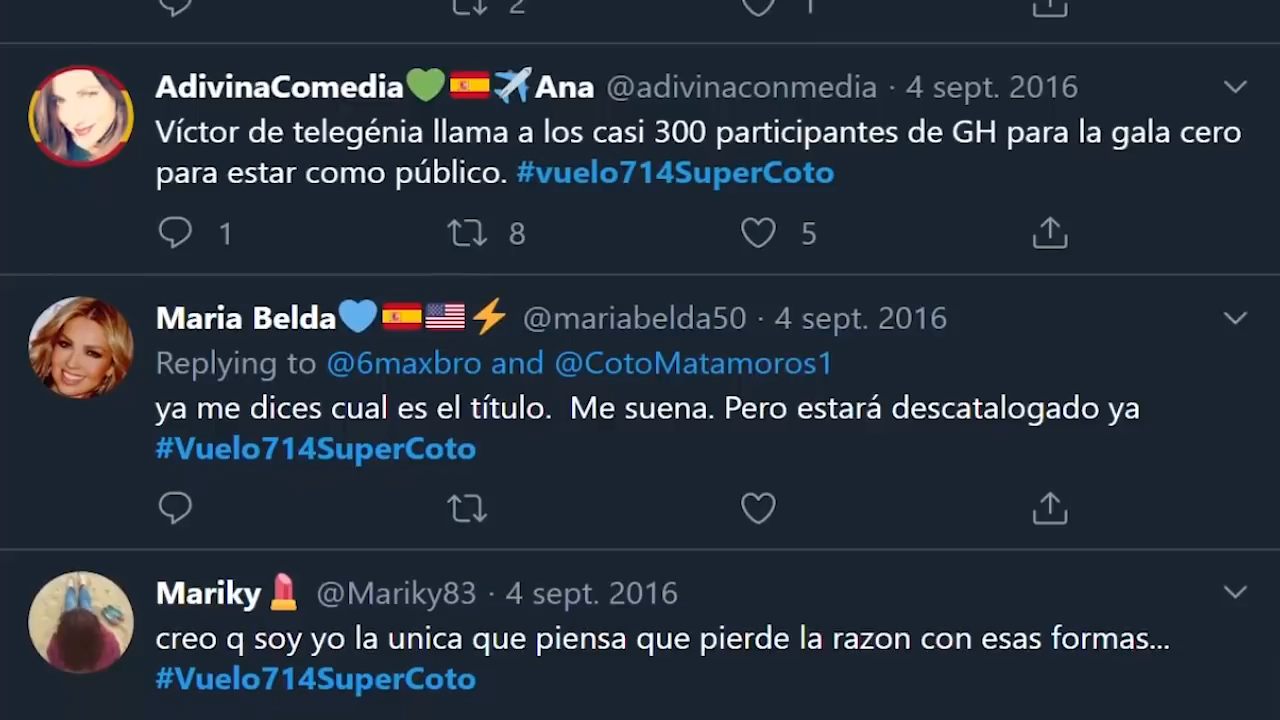 2 1
AdivinaComedia💚🇪🇸✈️Ana @adivinaconmedia · 4 sept. 2016
Víctor de telegénia llama a los casi 300 participantes de GH para la gala cero
para estar como público. #vuelo714SuperCoto
1 8 5
Maria Belda💙🇪🇸🇺🇸⚡ @mariabelda50 · 4 sept. 2016
Replying to @6maxbro and @CotoMatamoros1
ya me dices cual es el título.  Me suena. Pero estará descatalogado ya
#Vuelo714SuperCoto
Mariky💄 @Mariky83 · 4 sept. 2016
creo q soy yo la unica que piensa que pierde la razon con esas formas...
#Vuelo714SuperCoto